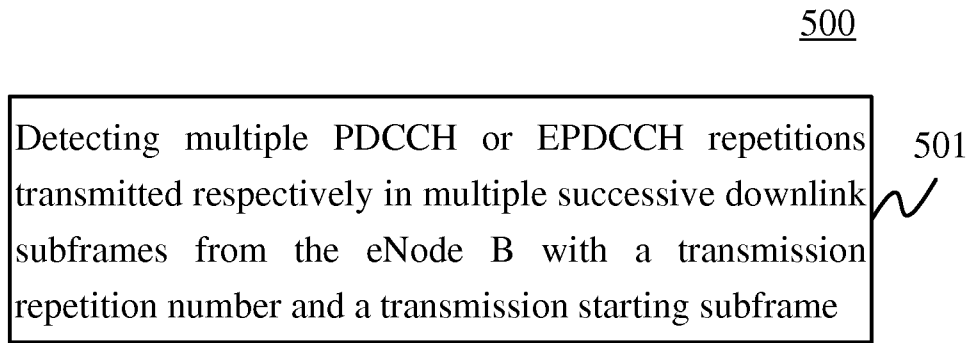 500
Detecting multiple PDCCH or EPDCCH repetitions
transmitted respectively in multiple successive downlink
subframes from the eNode B with a transmission
repetition number and a transmission starting subframe
501